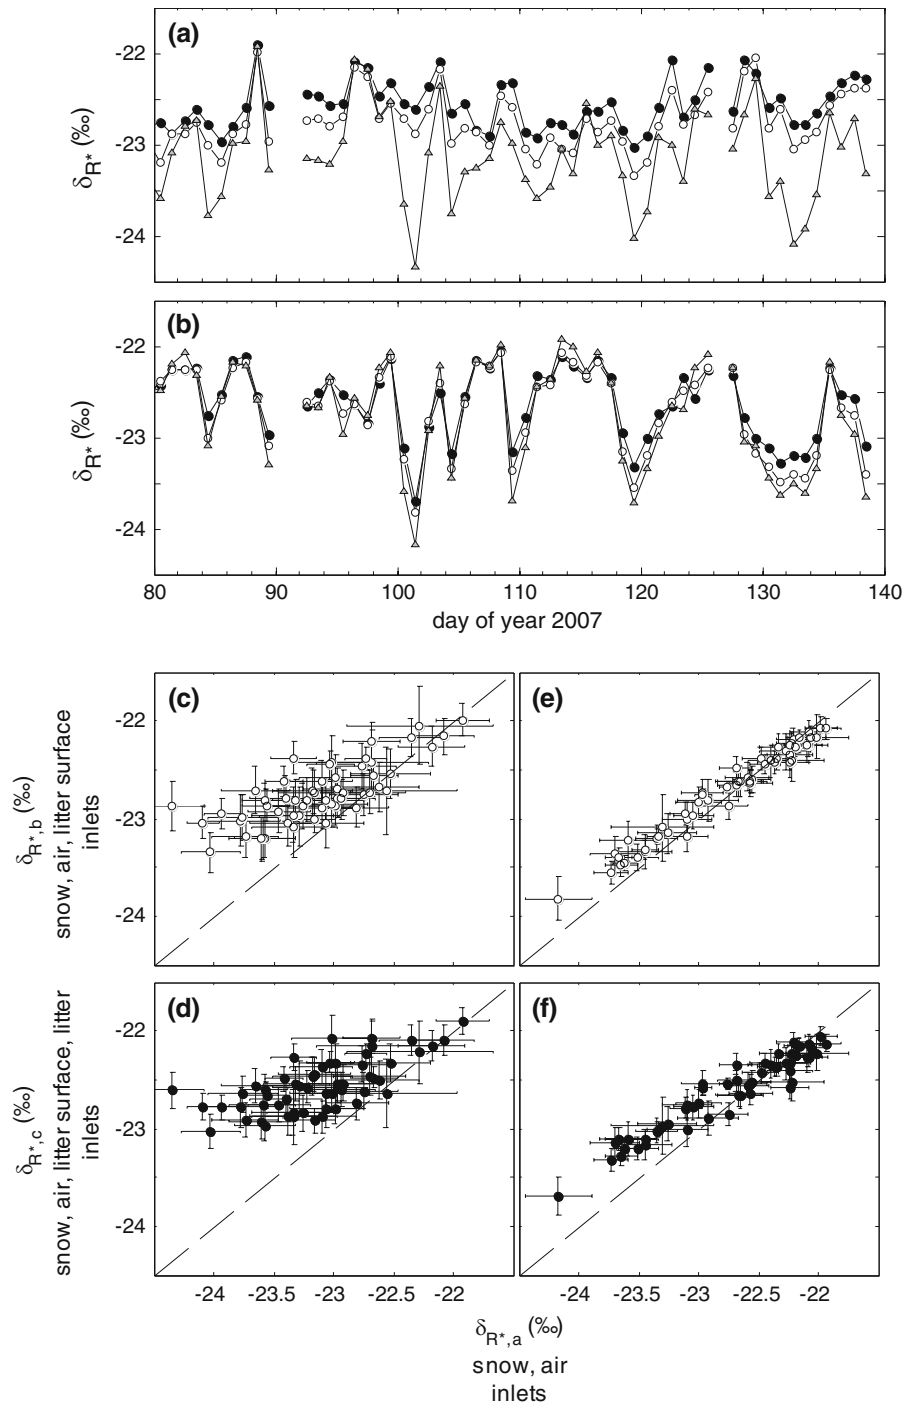 (a)
-22
-23
-24
δR* (‰)
(b)
-22
-23
-24
δR* (‰)
80 90 100 110 120 130 140
day of year 2007
(c)
-22
-23
-24
δR*,b (‰)
snow, air, litter surface
inlets
(e)
(d)
-22
-23
-24
δR*,c (‰)
snow, air, litter surface, litter
inlets
(f)
-24 -23.5 -23 -22.5 -22
-24 -23.5 -23 -22.5 -22
δR*,a (‰)
snow, air
inlets